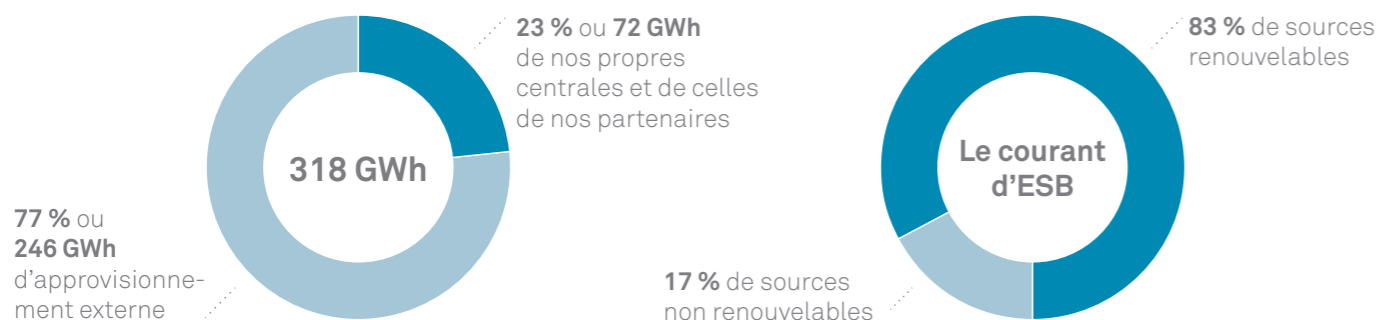 23 % ou 72 GWh
de nos propres
centrales et de celles
de nos partenaires
318 GWh
77 % ou
246 GWh
d’approvisionne-
ment externe
83 % de sources
renouvelables
Le courant
d’ESB
17 % de sources
non renouvelables